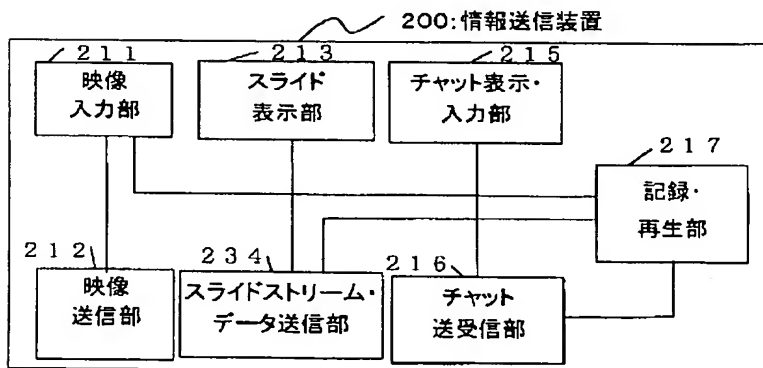 200:情報送信装置
211
映像
入力部
213
スライド
表示部
215
チャット表示・
入力部
217
記録・
再生部
212
映像
送信部
234
スライドストリーム・
データ送信部
216
チャット
送受信部